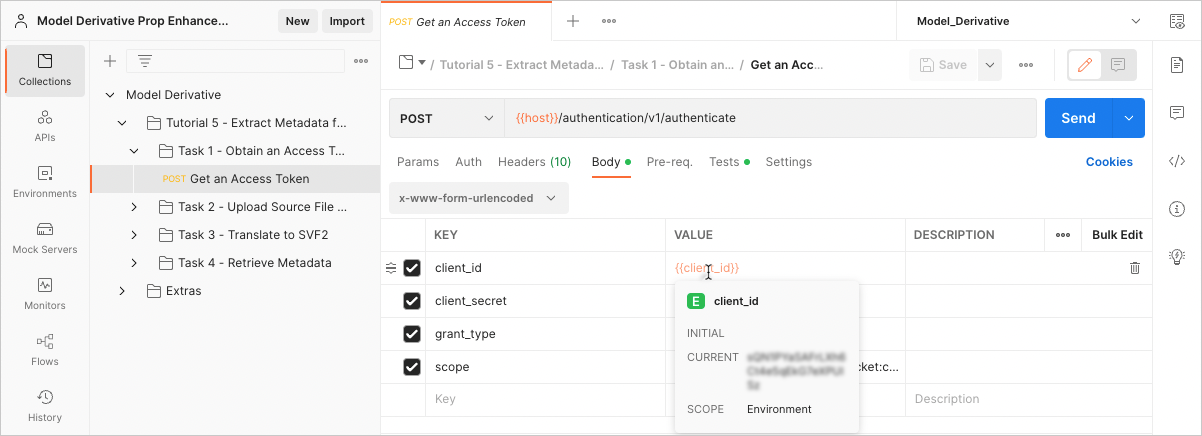 Model Derivative Prop Enhance...
New
Import
POST Get an Access Token
Model_Derivative
Collections
APIs
Environments
Mock Servers
Monitors
Flows
History
Model Derivative
Tutorial 5 - Extract Metadata f...
Task 1 - Obtain an Access T...
POST Get an Access Token
Task 2 - Upload Source File ...
Task 3 - Translate to SVF2
Task 4 - Retrieve Metadata
Extras
/ Tutorial 5 - Extract Metada... / Task 1 - Obtain an... / Get an Acc...
Save
POST
{{host}}/authentication/v1/authenticate
Send
Params
Auth
Headers (10)
Body
Pre-req.
Tests
Settings
Cookies
x-www-form-urlencoded
KEY
VALUE
DESCRIPTION
Bulk Edit
client_id
{{client_id}}
client_secret
grant_type
scope
cket:c...
Key
Description
E client_id
INITIAL
CURRENT
SCOPE Environment